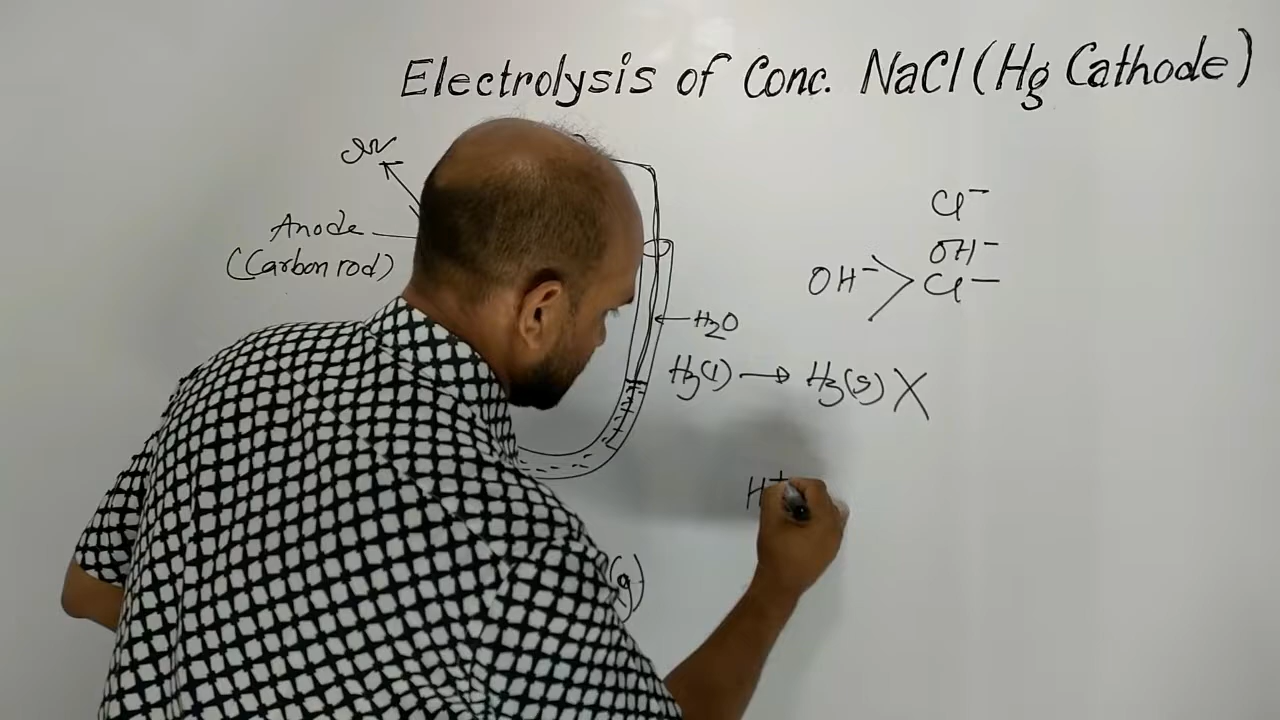 Electrolysis of Conc. NaCl (Hg Cathode)
Anode
(Carbon rod)
Cl⁻
OH⁻
OH⁻ > Cl⁻
H₂O
Hg(l) → Hg(s) X
H⁺
(g)